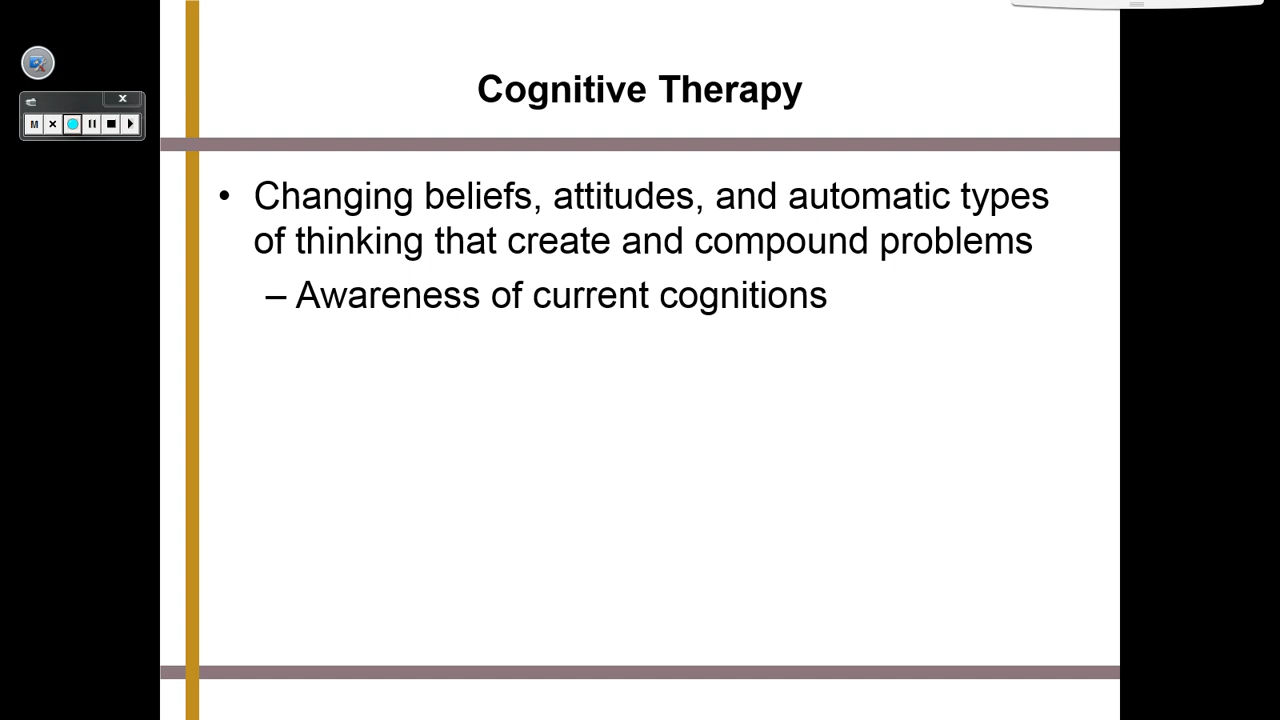 Cognitive Therapy
x
M
• Changing beliefs, attitudes, and automatic types
of thinking that create and compound problems
– Awareness of current cognitions